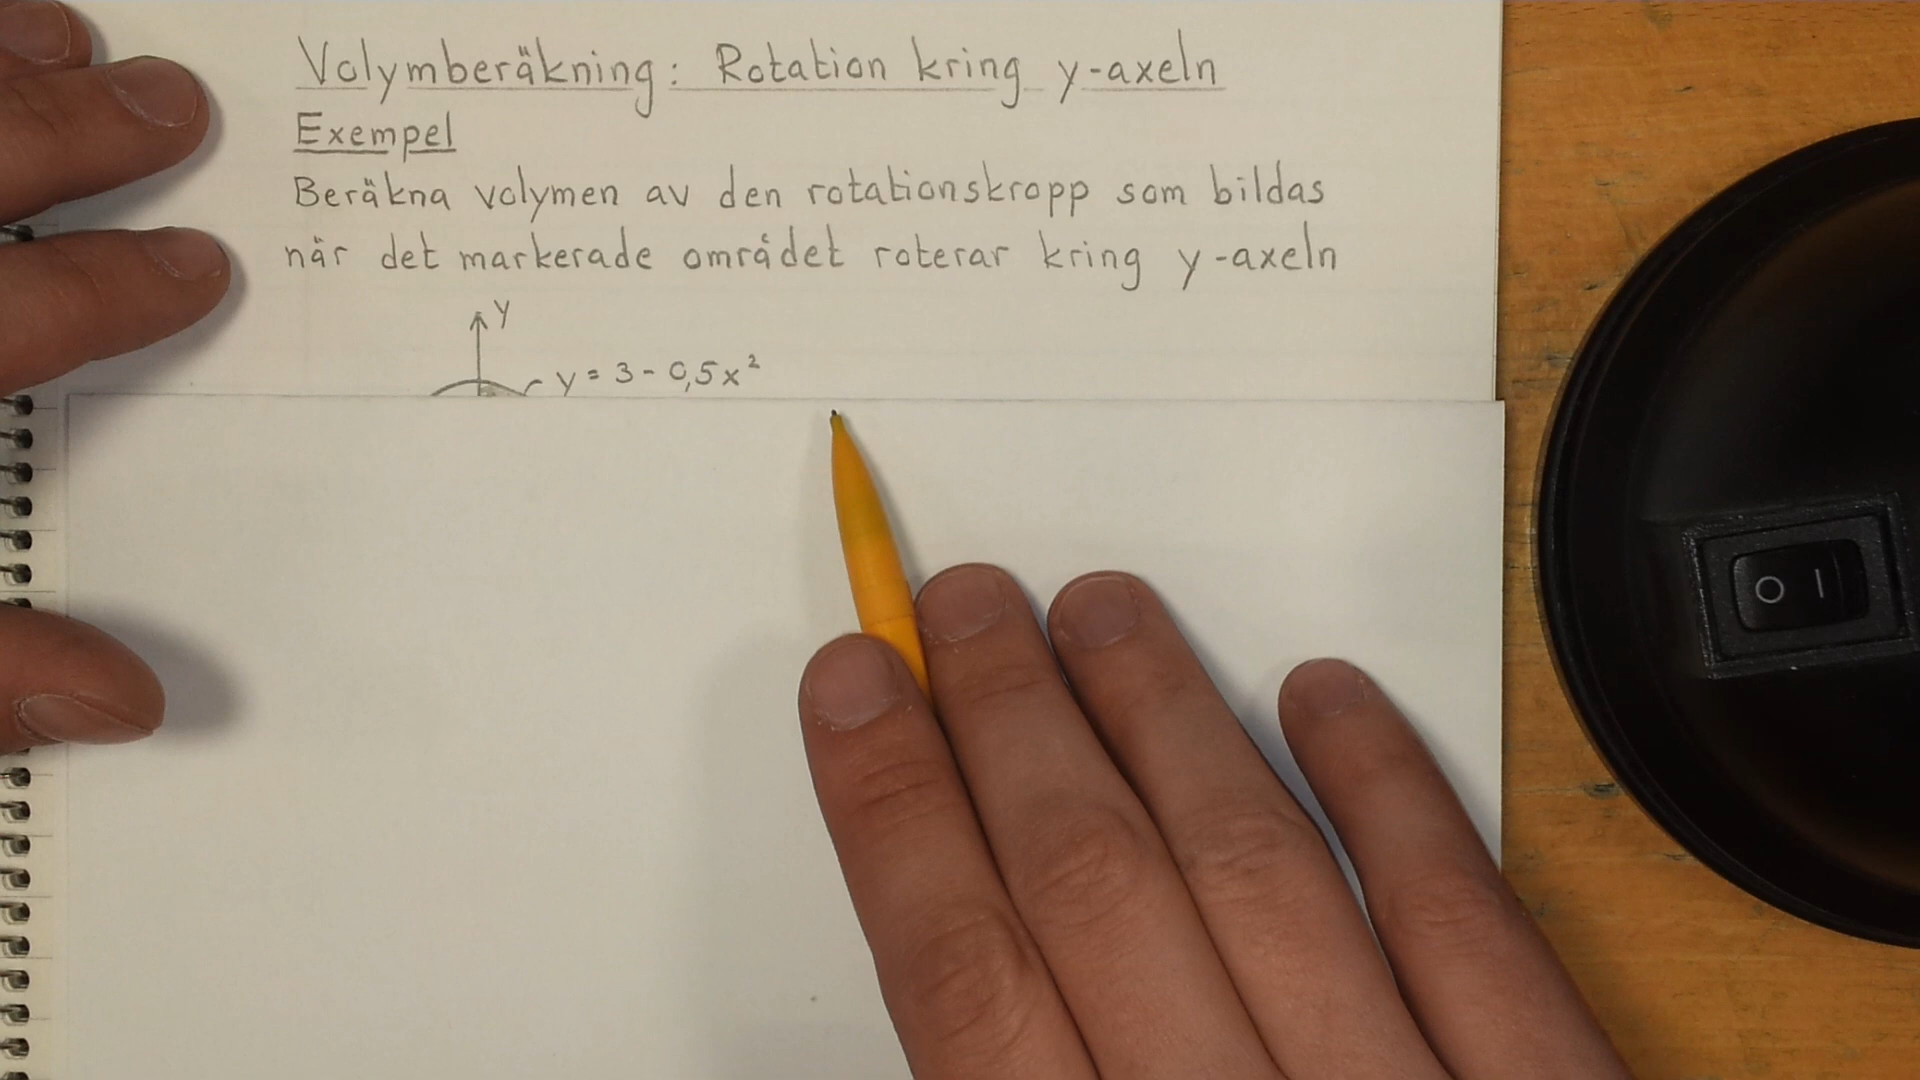 Volymberäkning: Rotation kring y-axeln
Exempel
Beräkna volymen av den rotationskropp som bildas
när det markerade området roterar kring y-axeln
y
y = 3 - 0,5x²
O I